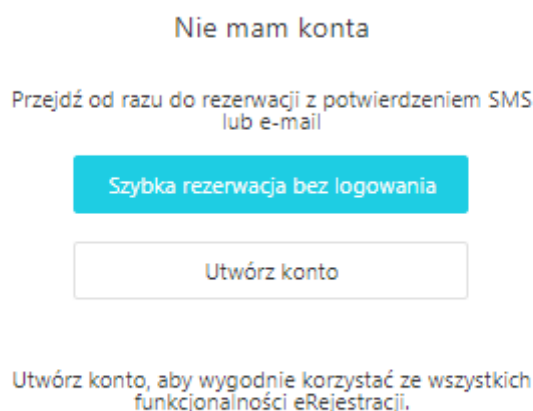 Nie mam konta
Przejdź od razu do rezerwacji z potwierdzeniem SMS
lub e-mail
Szybka rezerwacja bez logowania
Utwórz konto
Utwórz konto, aby wygodnie korzystać ze wszystkich
funkcjonalności eRejestracji.